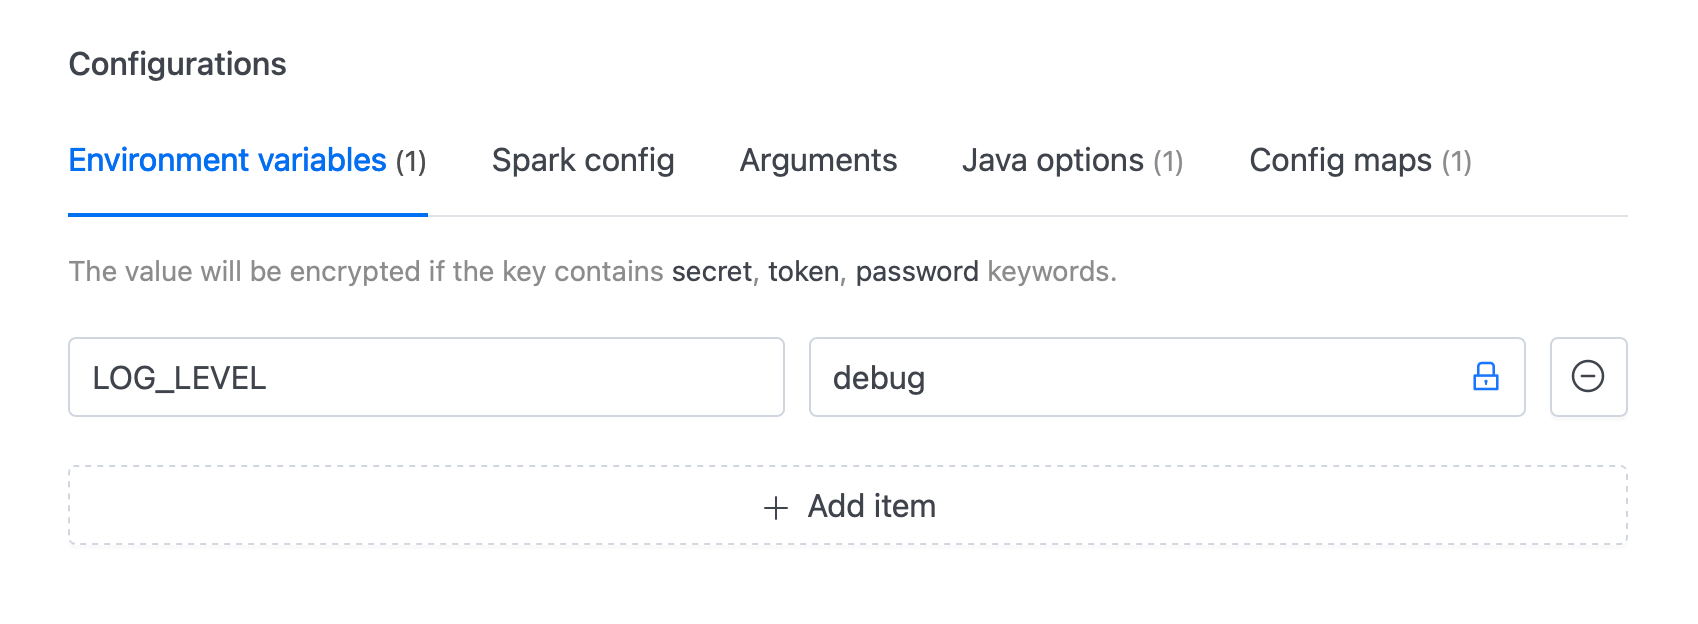 Configurations
Environment variables (1) Spark config Arguments Java options (1) Config maps (1)
The value will be encrypted if the key contains secret, token, password keywords.
LOG_LEVEL debug
+ Add item